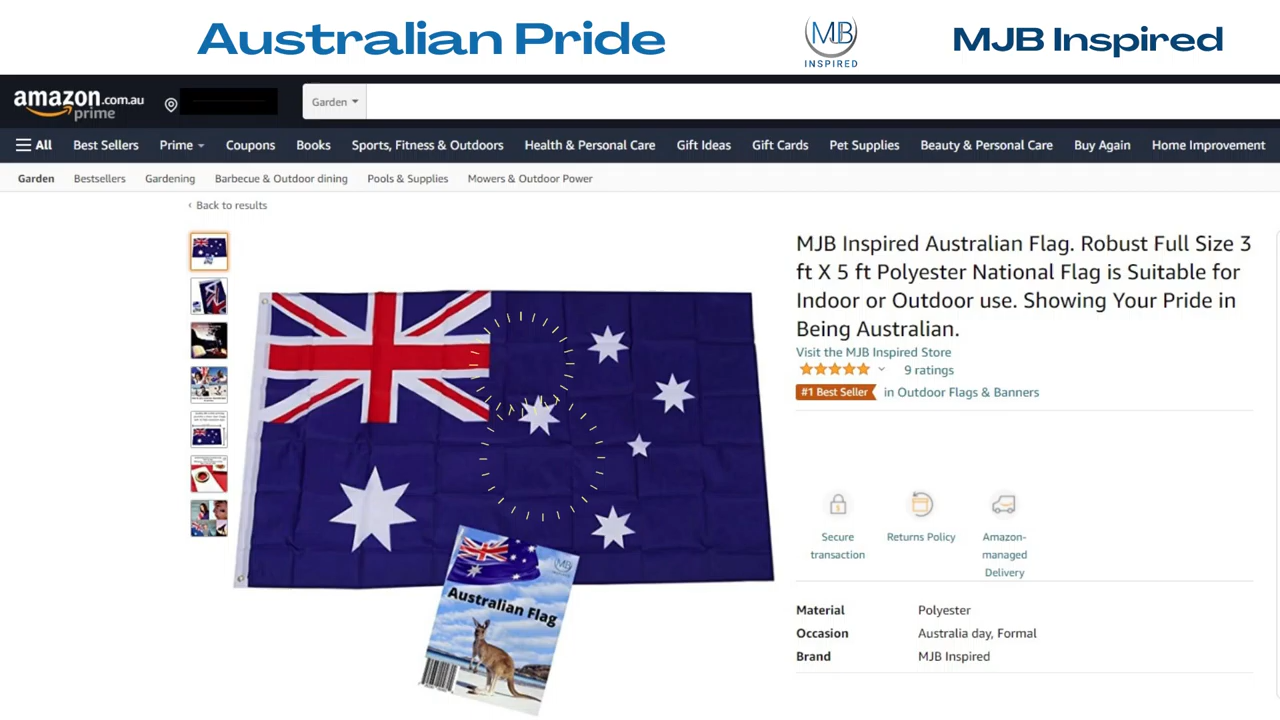 Australian Pride
MJB
INSPIRED
MJB Inspired
amazon.com.au
prime
Garden
All
Best Sellers
Prime
Coupons
Books
Sports, Fitness & Outdoors
Health & Personal Care
Gift Ideas
Gift Cards
Pet Supplies
Beauty & Personal Care
Buy Again
Home Improvement
Garden
Bestsellers
Gardening
Barbecue & Outdoor dining
Pools & Supplies
Mowers & Outdoor Power
‹ Back to results
MJB Inspired Australian Flag. Robust Full Size 3
ft X 5 ft Polyester National Flag is Suitable for
Indoor or Outdoor use. Showing Your Pride in
Being Australian.
Visit the MJB Inspired Store
9 ratings
#1 Best Seller in Outdoor Flags & Banners
Secure
transaction
Returns Policy
Amazon-
managed
Delivery
Material Polyester
Occasion Australia day, Formal
Brand MJB Inspired
MJB
Australian Flag